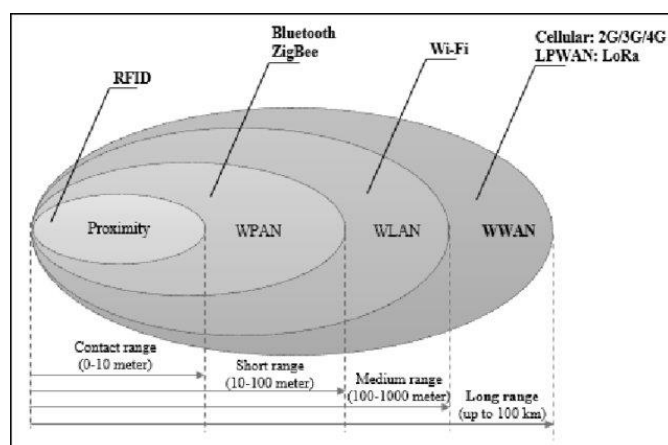 Bluetooth
ZigBee
Wi-Fi
Cellular: 2G/3G/4G
LPWAN: LoRa
RFID
Proximity
WPAN
WLAN
WWAN
Contact range
(0-10 meter)
Short range
(10-100 meter)
Medium range
(100-1000 meter)
Long range
(up to 100 km)